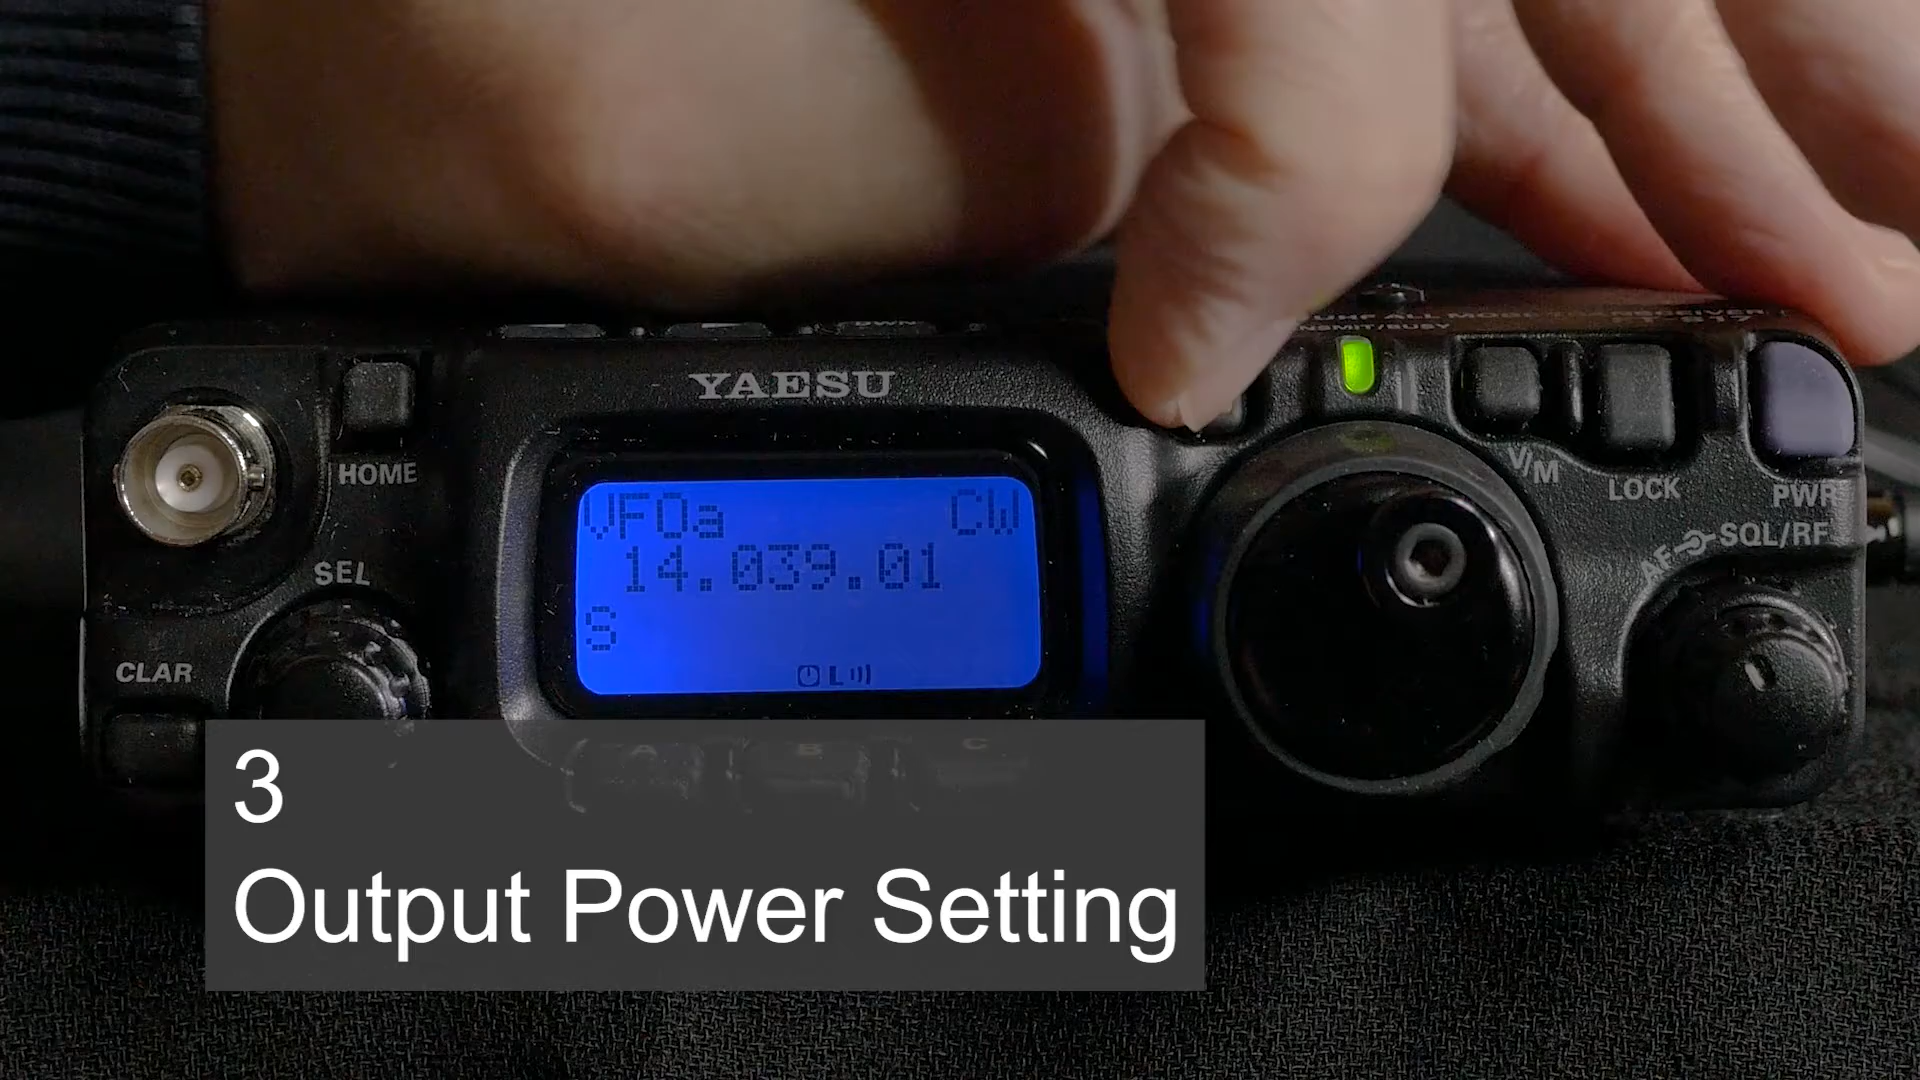 YAESU
HOME
V/M
LOCK
PWR
AF
SQL/RF
SEL
CLAR
VFOa CW
14.039.01
S
L
A B C
3
Output Power Setting